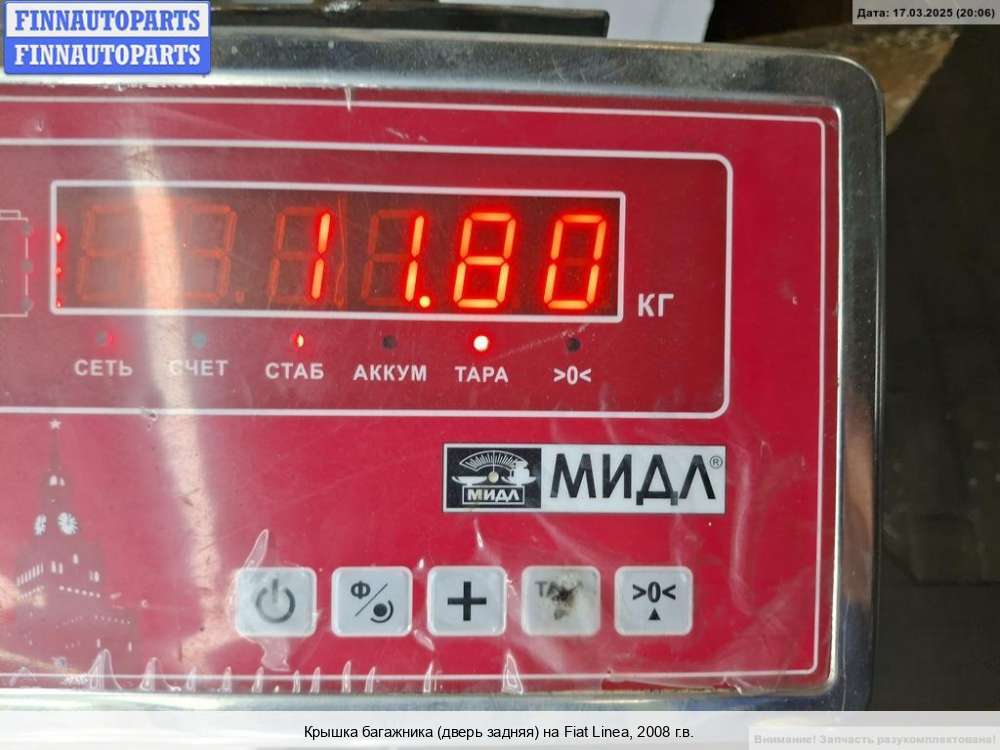 FINNAUTOPARTS
FINNAUTOPARTS
Дата: 17.03.2025 (20:06)
11.80
КГ
СЕТЬ СЧЕТ СТАБ АККУМ ТАРА >0<
МИДЛ МИДЛ®
Ф >0<
Крышка багажника (дверь задняя) на Fiat Linea, 2008 г.в.
Внимание! Запчасть разукомплектована!